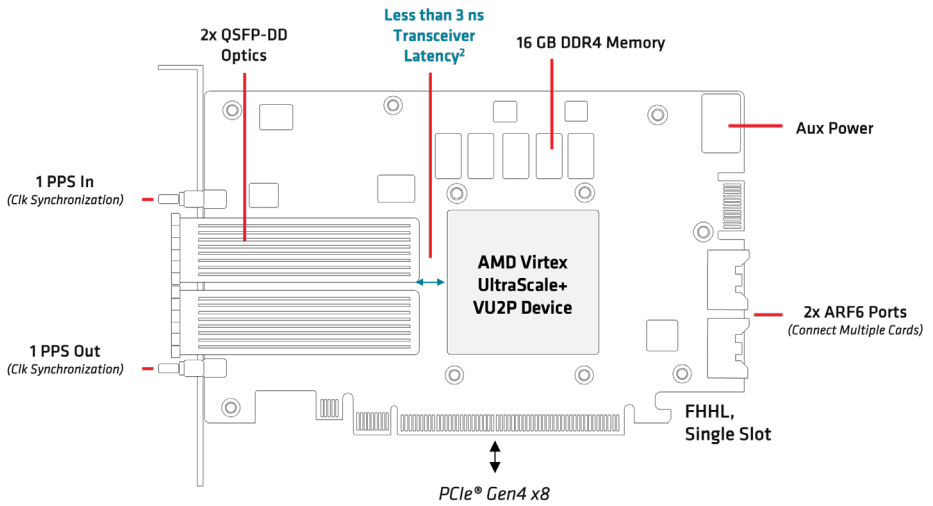 Less than 3 ns
Transceiver
Latency²
2x QSFP-DD
Optics
16 GB DDR4 Memory
Aux Power
1 PPS In
(Clk Synchronization)
AMD Virtex
UltraScale+
VU2P Device
2x ARF6 Ports
(Connect Multiple Cards)
1 PPS Out
(Clk Synchronization)
FHHL,
Single Slot
PCIe® Gen4 x8